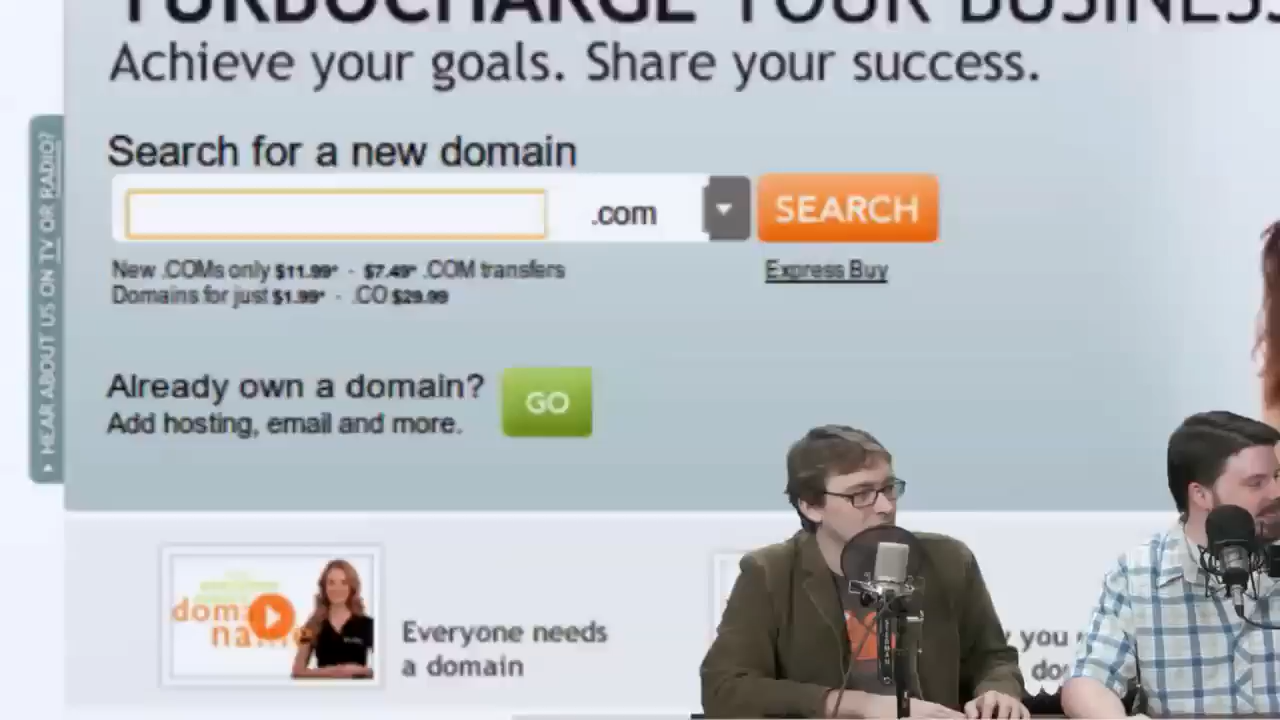 TURBOCHARGE YOUR BUSINESS
Achieve your goals. Share your success.
Search for a new domain
.com
SEARCH
New .COMs only $11.99* - $7.49* .COM transfers
Domains for just $1.99* - .CO $29.99
Express Buy
HEAR ABOUT US ON TV OR RADIO?
Already own a domain?
GO
Add hosting, email and more.
Everyone needs
a domain
you